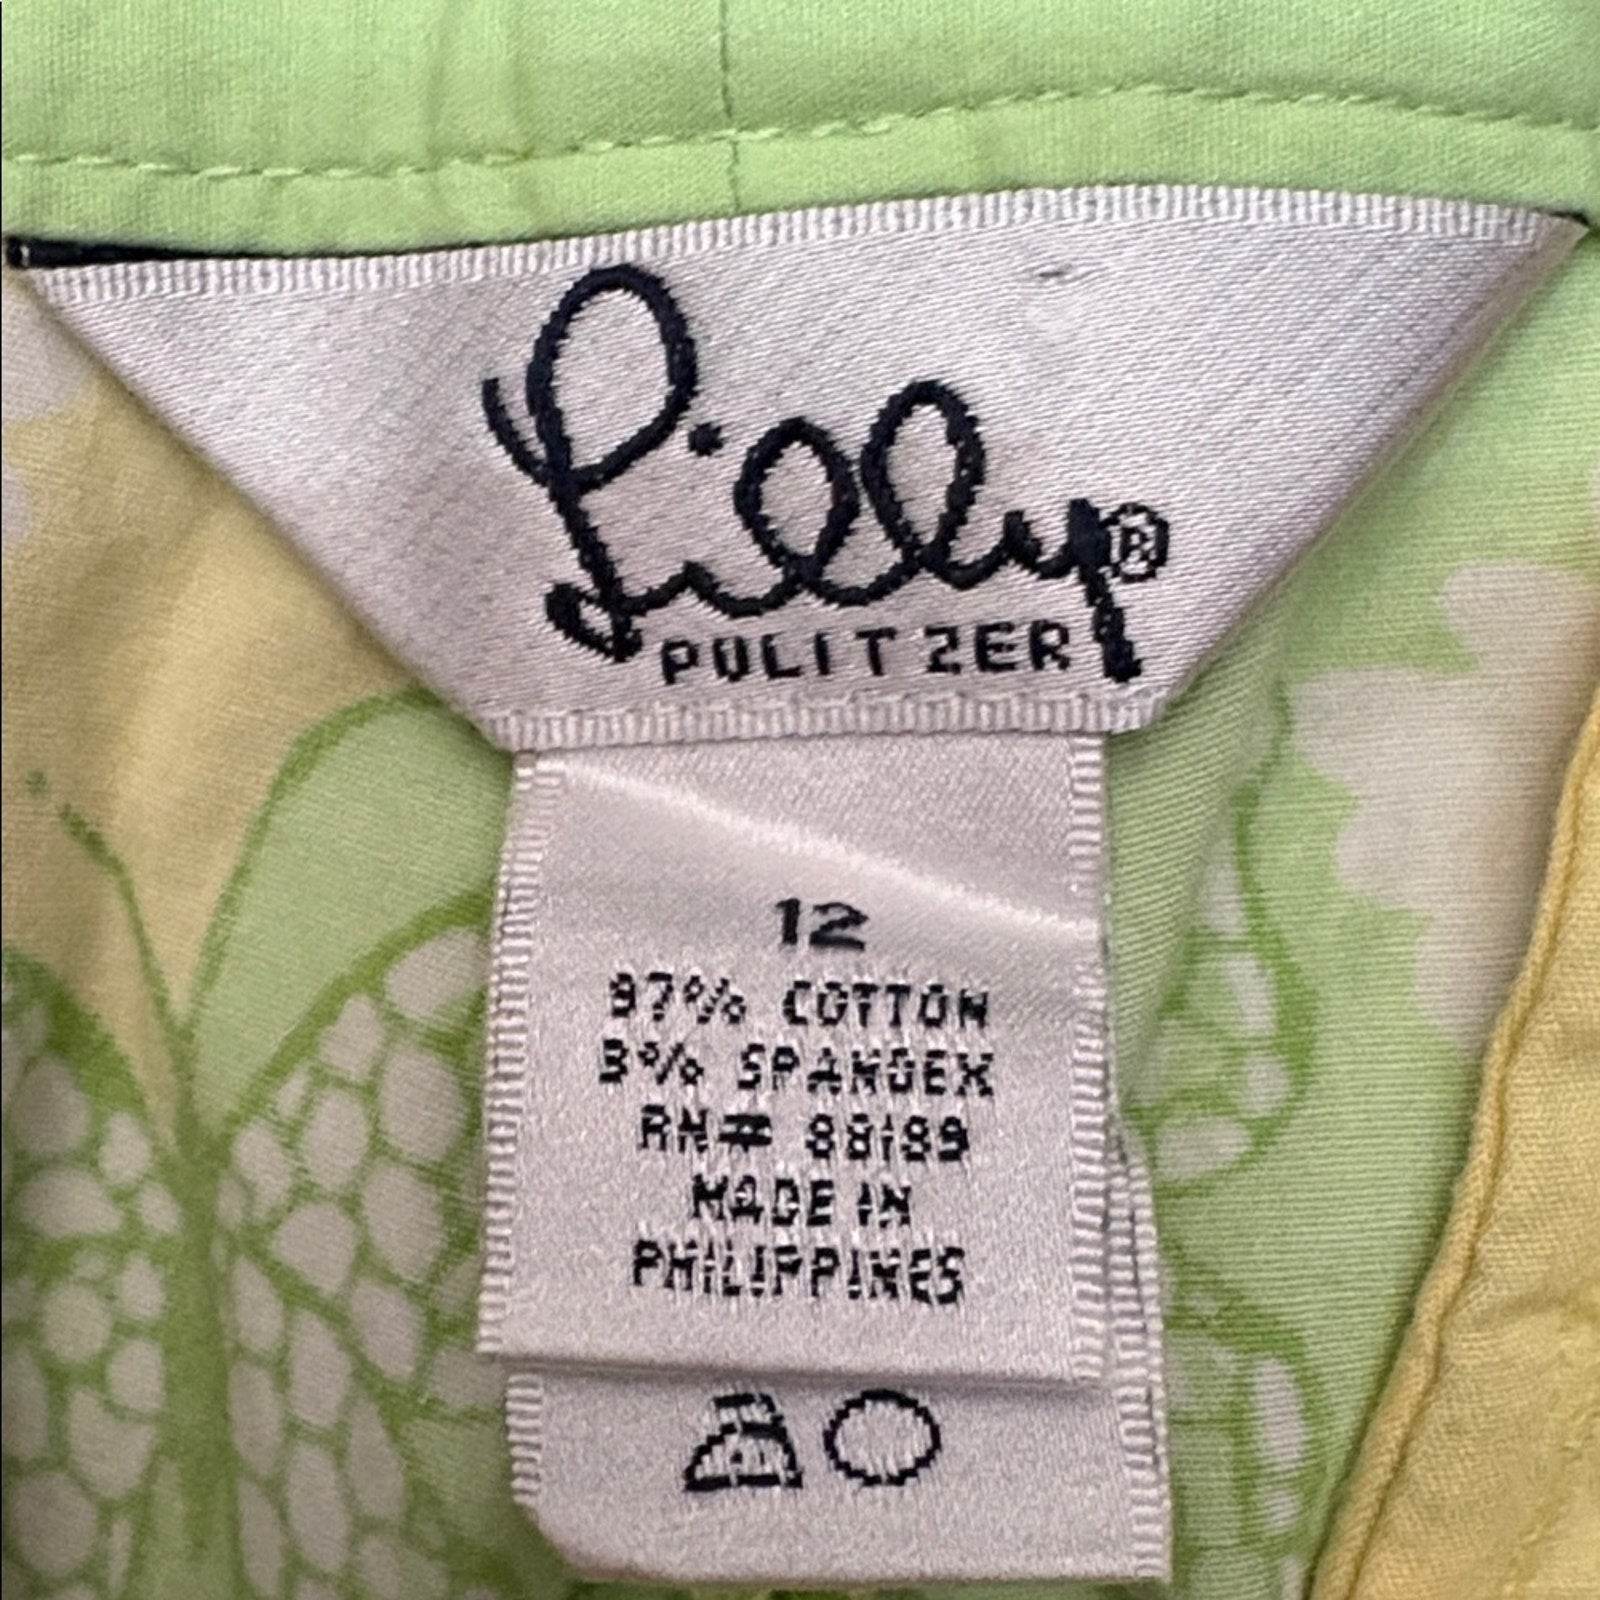 Lilly®
PULITZER
12
97% COTTON
3% SPANDEX
RN# 88189
MADE IN
PHILIPPINES